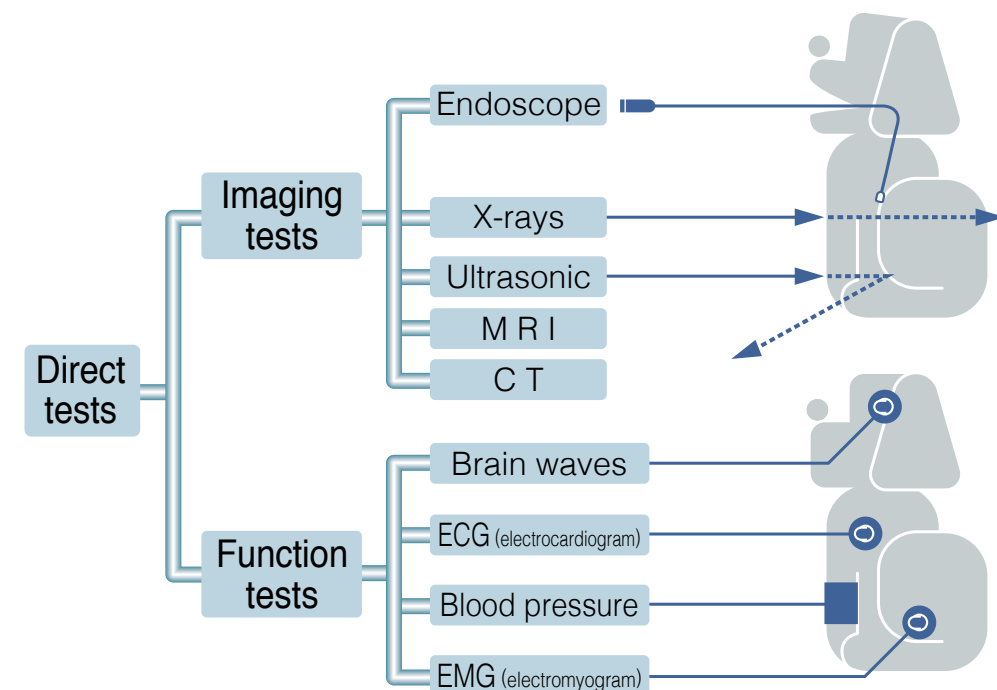 Direct
tests
Imaging
tests
Endoscope
X-rays
Ultrasonic
M R I
C T
Function
tests
Brain waves
ECG (electrocardiogram)
Blood pressure
EMG (electromyogram)